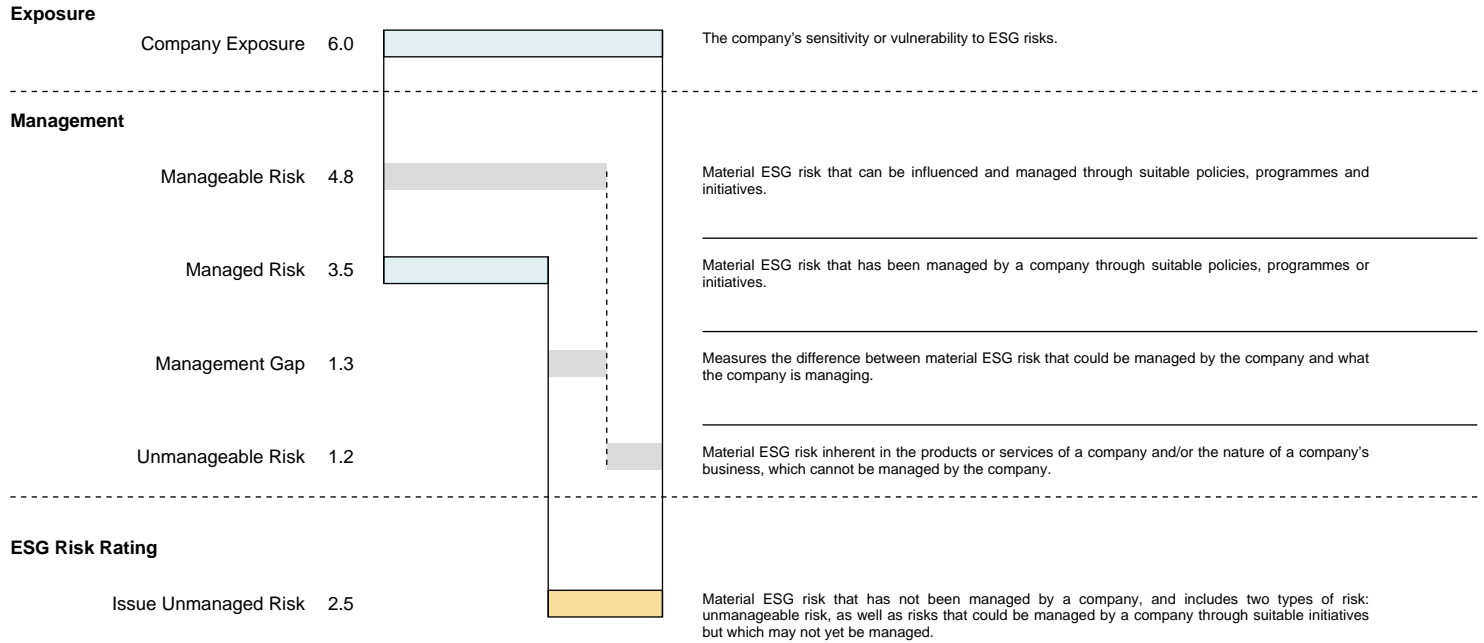 Exposure
Company Exposure 6.0
The company’s sensitivity or vulnerability to ESG risks.
Management
Manageable Risk 4.8
Material ESG risk that can be influenced and managed through suitable policies, programmes and
initiatives.
Managed Risk 3.5
Material ESG risk that has been managed by a company through suitable policies, programmes or
initiatives.
Management Gap 1.3
Measures the difference between material ESG risk that could be managed by the company and what
the company is managing.
Unmanageable Risk 1.2
Material ESG risk inherent in the products or services of a company and/or the nature of a company’s
business, which cannot be managed by the company.
ESG Risk Rating
Issue Unmanaged Risk 2.5
Material ESG risk that has not been managed by a company, and includes two types of risk:
unmanageable risk, as well as risks that could be managed by a company through suitable initiatives
but which may not yet be managed.